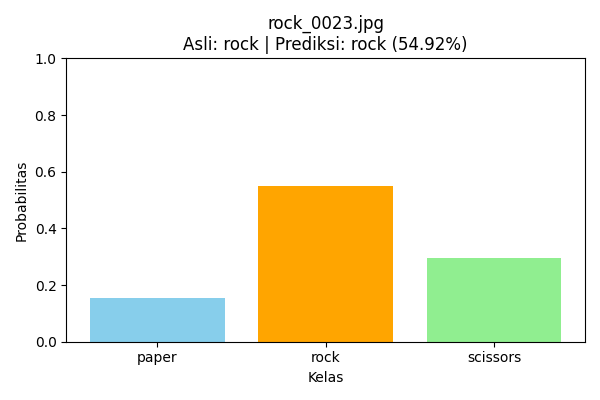 rock_0023.jpg
Asli: rock | Prediksi: rock (54.92%)
1.0
0.8
0.6
0.4
0.2
0.0
Probabilitas
paper rock scissors
Kelas